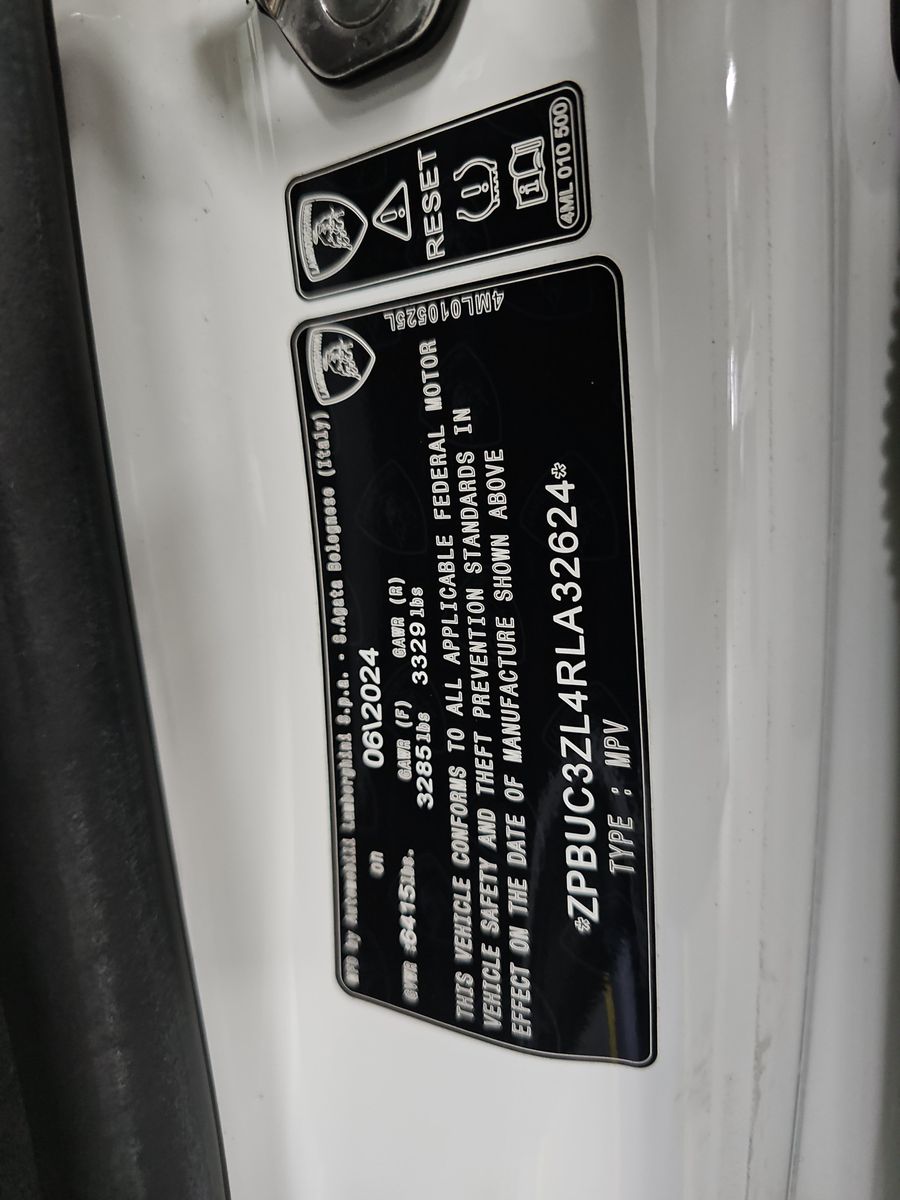 RESET
4ML 010 500
LAMBORGHINI
4ML010525L
MFD by Automobili Lamborghini S.p.a. - S.Agata Bolognese (Italy)
on 06\2024
GVWR :6415lbs. GAWR (F) GAWR (R)
3285lbs 3329lbs
THIS VEHICLE CONFORMS TO ALL APPLICABLE FEDERAL MOTOR
VEHICLE SAFETY AND THEFT PREVENTION STANDARDS IN
EFFECT ON THE DATE OF MANUFACTURE SHOWN ABOVE
*ZPBUC3ZL4RLA32624*
TYPE : MPV